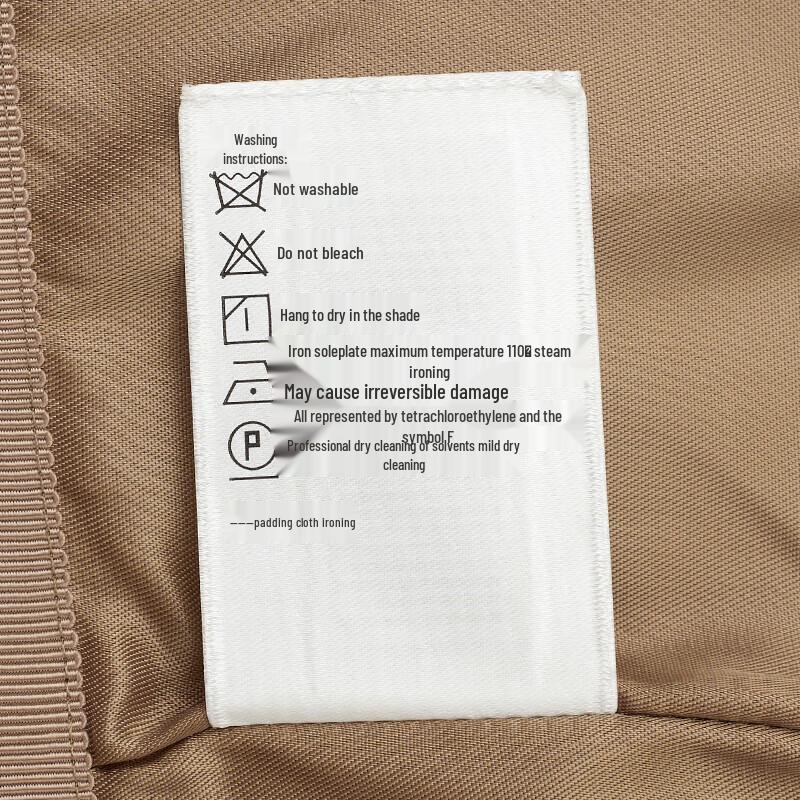 Washing
instructions:
Not washable
Do not bleach
Hang to dry in the shade
Iron soleplate maximum temperature 110 steam
ironing
May cause irreversible damage
All represented by tetrachloroethylene and the
symbol F
Professional dry cleaning of solvents mild dry
cleaning
P
----padding cloth ironing